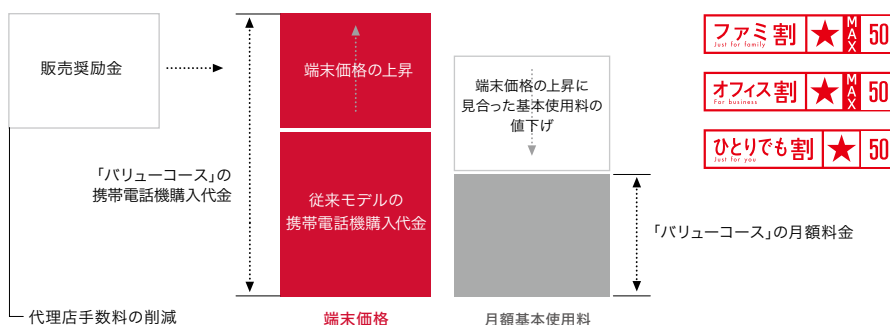 販売奨励金
「バリューコース」の
携帯電話機購入代金
代理店手数料の削減
端末価格の上昇
従来モデルの
携帯電話機購入代金
端末価格
端末価格の上昇に
見合った基本使用料の
値下げ
月額基本使用料
「バリューコース」の月額料金
ファミ割★MAX50
Just for family
オフィス割★MAX50
For business
ひとりでも割★50
Just for you